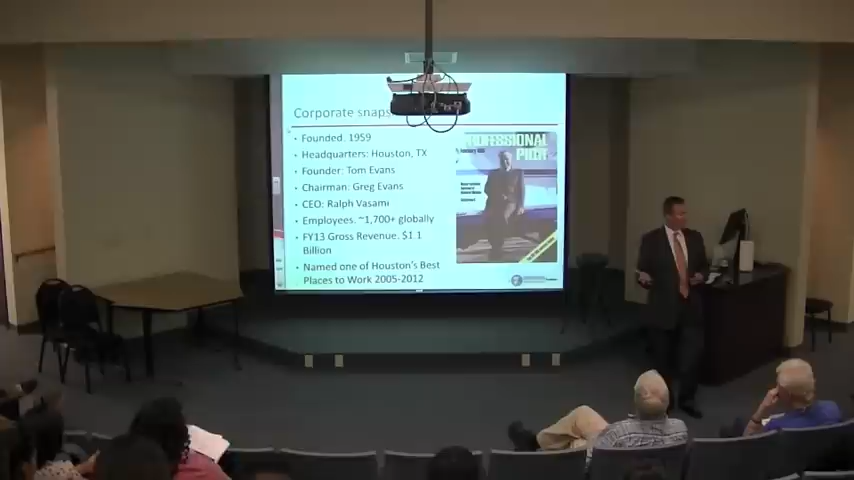 Corporate snaps
• Founded: 1959
• Headquarters: Houston, TX
• Founder: Tom Evans
• Chairman: Greg Evans
• CEO: Ralph Vasami
• Employees: ~1,700+ globally
• FY13 Gross Revenue: $1.1
Billion
• Named one of Houston's Best
Places to Work 2005-2012
PROFESSIONAL
PILOT